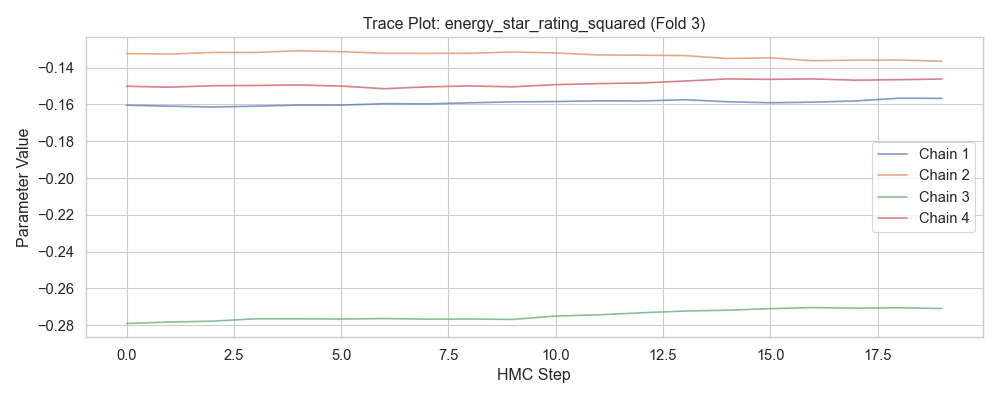 Trace Plot: energy_star_rating_squared (Fold 3)
Parameter Value
−0.14
−0.16
−0.18
−0.20
−0.22
−0.24
−0.26
−0.28
Chain 1
Chain 2
Chain 3
Chain 4
0.0 2.5 5.0 7.5 10.0 12.5 15.0 17.5
HMC Step